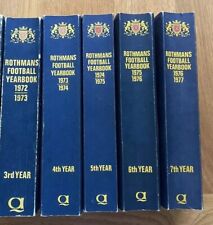 ROTHMANS
FOOTBALL
YEARBOOK
1972
1973
3rd YEAR
ROTHMANS
FOOTBALL
YEARBOOK
1973
1974
4th YEAR
ROTHMANS
FOOTBALL
YEARBOOK
1974
1975
5th YEAR
ROTHMANS
FOOTBALL
YEARBOOK
1975
1976
6th YEAR
ROTHMANS
FOOTBALL
YEARBOOK
1976
1977
7th YEAR